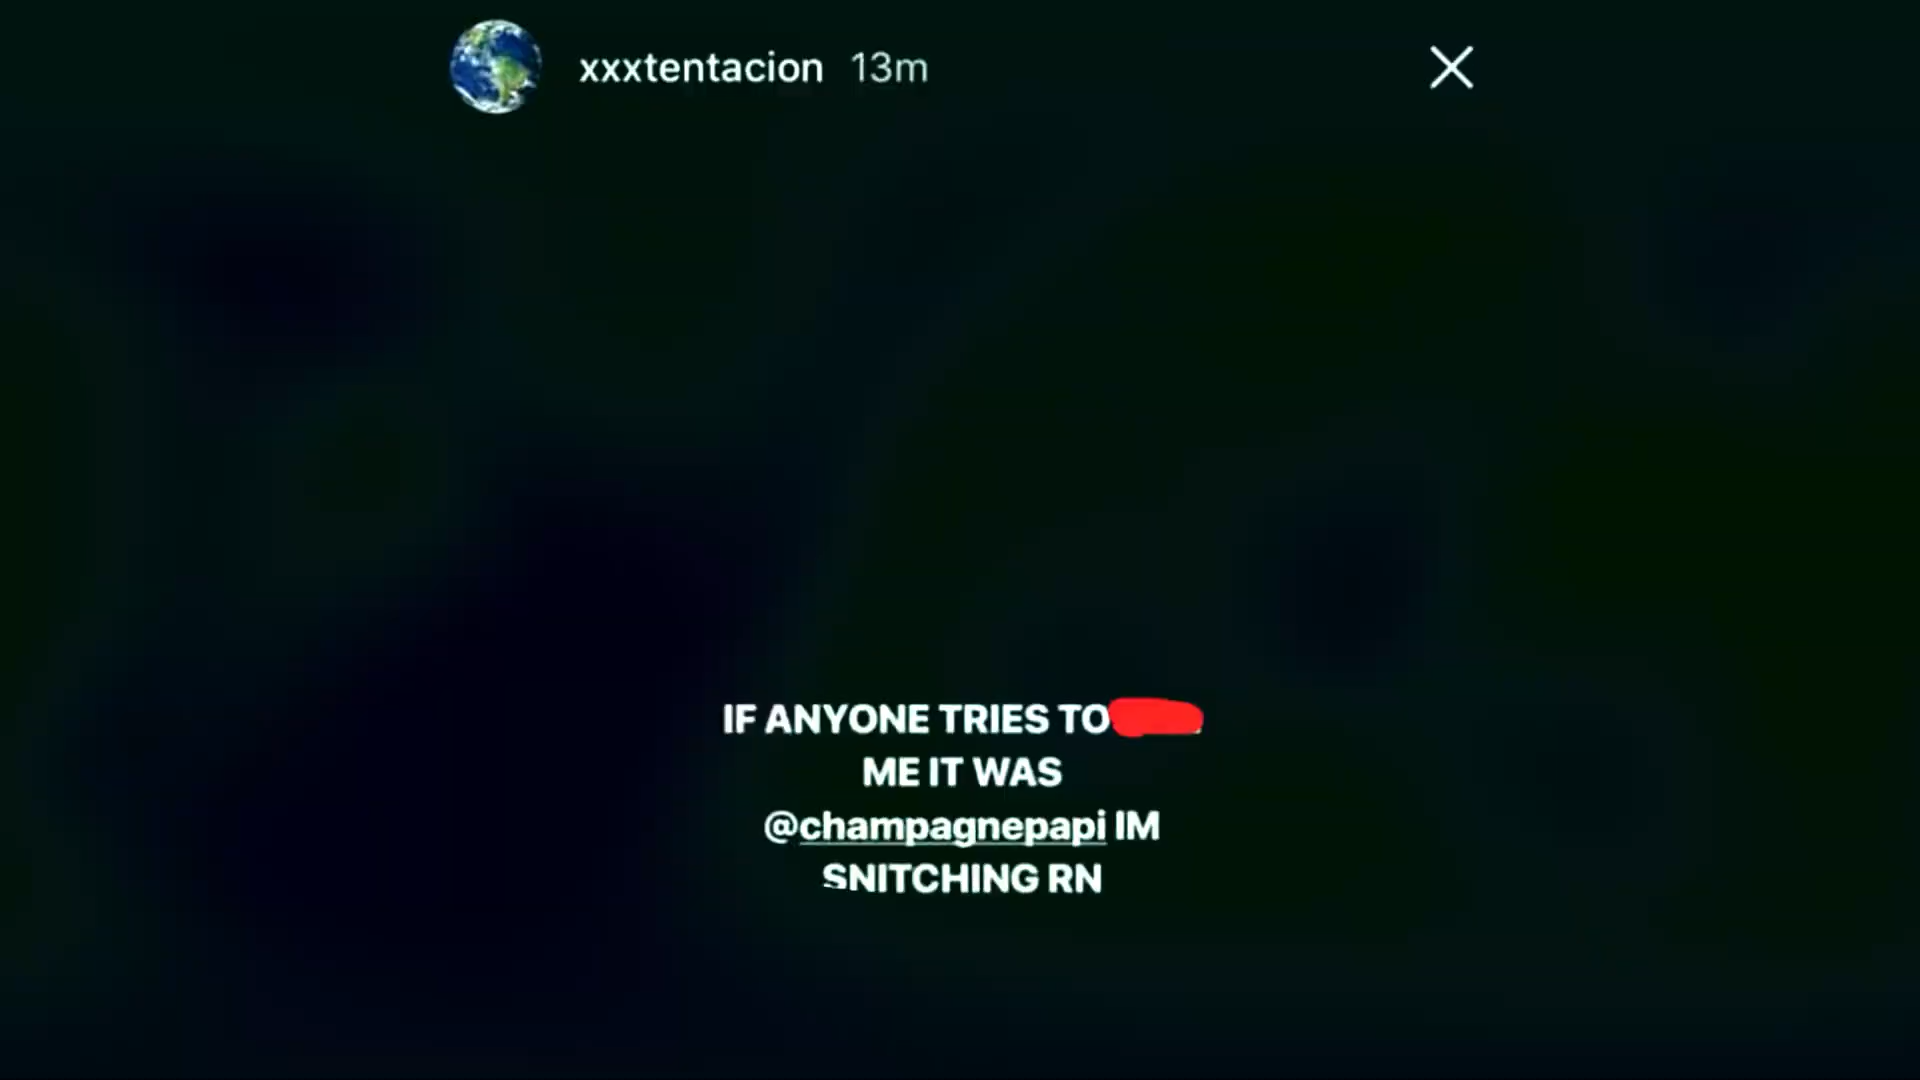 xxxtentacion 13m
IF ANYONE TRIES TO
ME IT WAS
@champagnepapi IM
SNITCHING RN